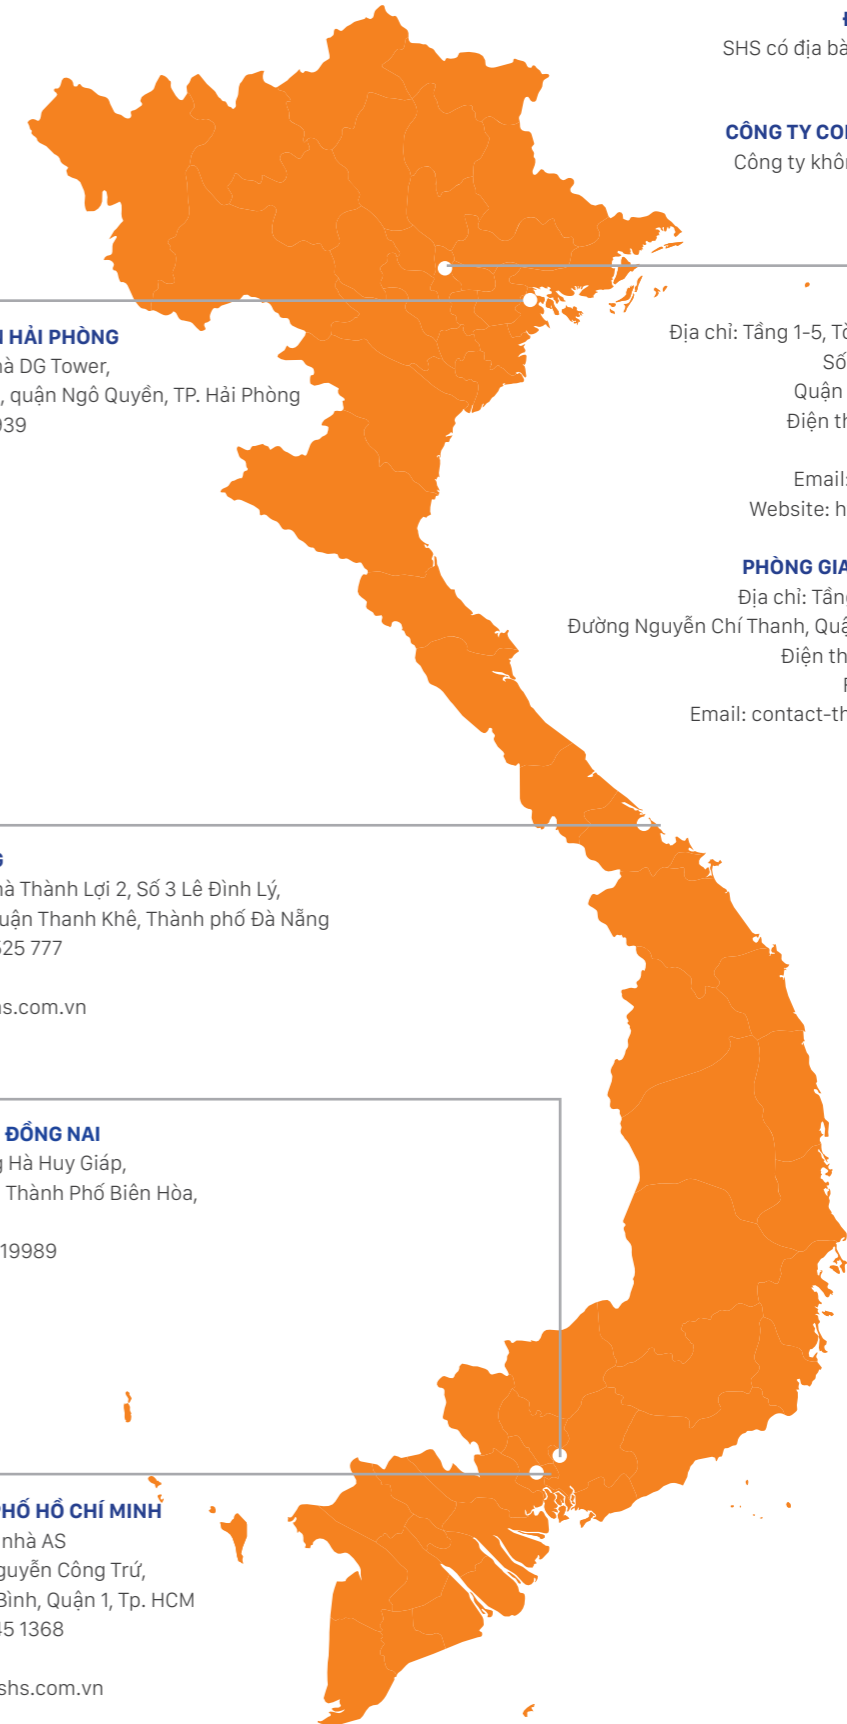 SHS có địa bà
CÔNG TY CO
Công ty khôn
HẢI PHÒNG
hà DG Tower,
, quận Ngô Quyền, TP. Hải Phòng
939
Địa chỉ: Tầng 1-5, Tò
Số
Quận
Điện th
Email:
Website: h
PHÒNG GIA
Địa chỉ: Tầng
Đường Nguyễn Chí Thanh, Quậ
Điện th
Email: contact-th
G
hà Thành Lợi 2, Số 3 Lê Đình Lý,
uận Thanh Khê, Thành phố Đà Nẵng
525 777
hs.com.vn
ĐỒNG NAI
g Hà Huy Giáp,
Thành Phố Biên Hòa,
19989
PHỐ HỒ CHÍ MINH
nhà AS
guyễn Công Trứ,
Bình, Quận 1, Tp. HCM
45 1368
shs.com.vn